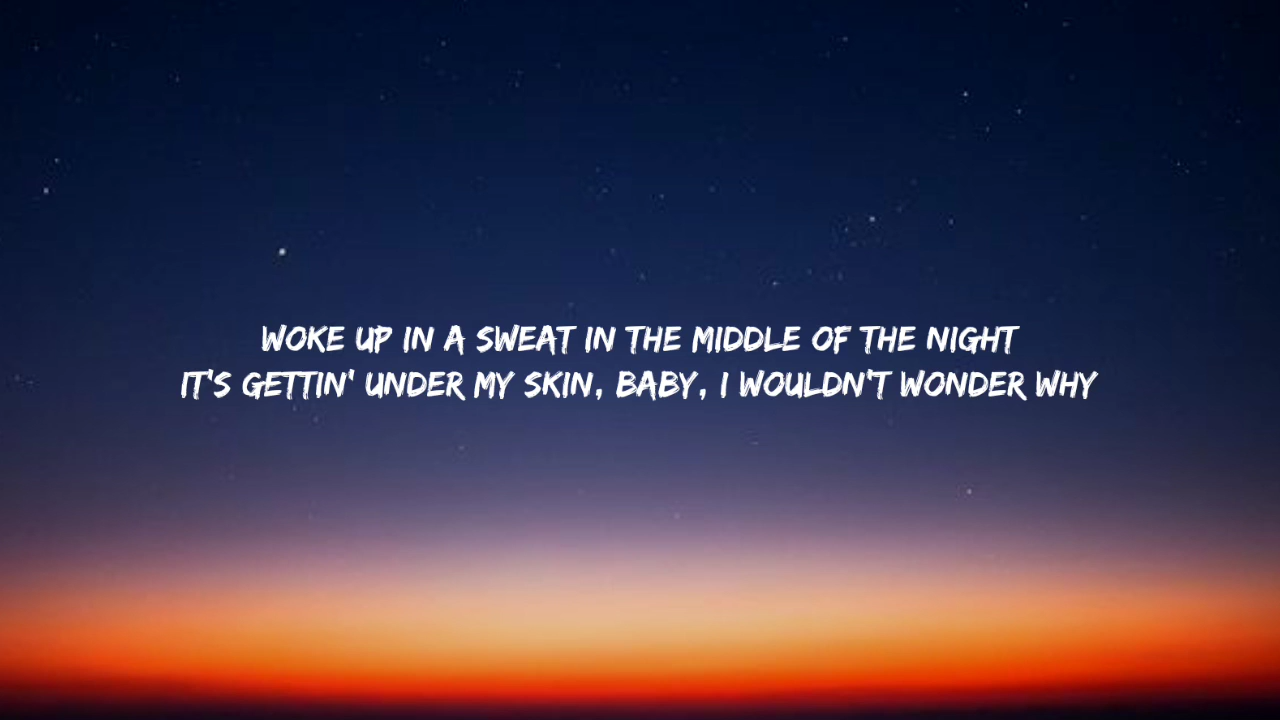 WOKE UP IN A SWEAT IN THE MIDDLE OF THE NIGHT
IT'S GETTIN' UNDER MY SKIN, BABY, I WOULDN'T WONDER WHY